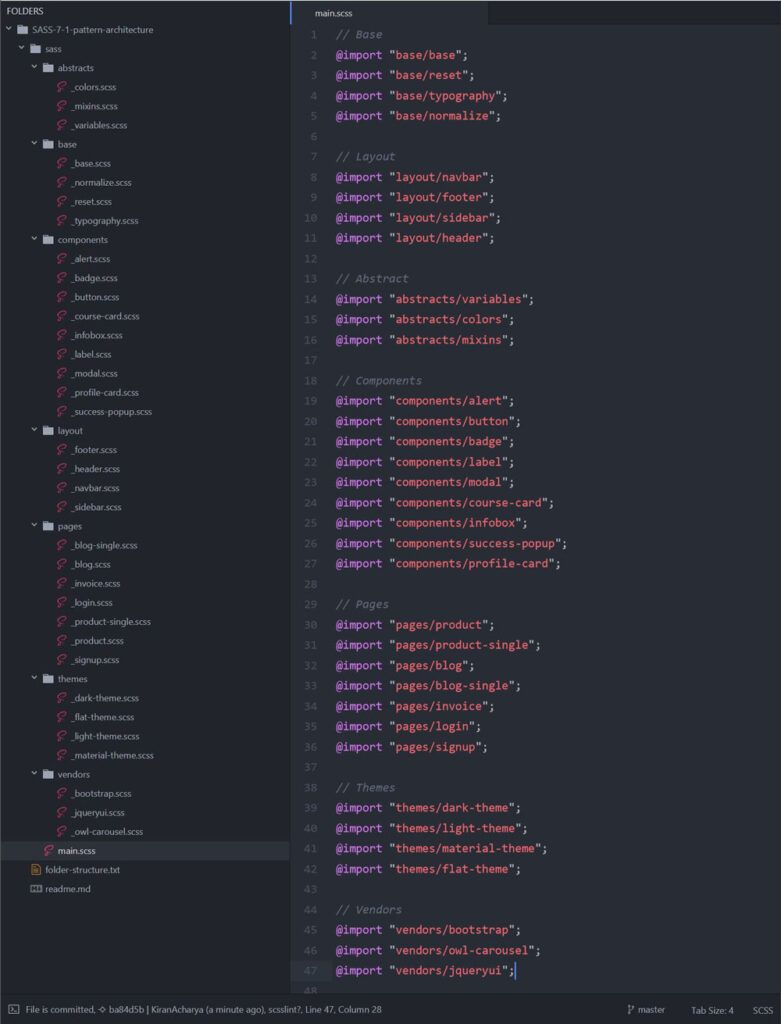 FOLDERS
SASS-7-1-pattern-architecture
sass
abstracts
_colors.scss
_mixins.scss
_variables.scss
base
_base.scss
_normalize.scss
_reset.scss
_typography.scss
components
_alert.scss
_badge.scss
_button.scss
_course-card.scss
_infobox.scss
_label.scss
_modal.scss
_profile-card.scss
_success-popup.scss
layout
_footer.scss
_header.scss
_navbar.scss
_sidebar.scss
pages
_blog-single.scss
_blog.scss
_invoice.scss
_login.scss
_product-single.scss
_product.scss
_signup.scss
themes
_dark-theme.scss
_flat-theme.scss
_light-theme.scss
_material-theme.scss
vendors
_bootstrap.scss
_jqueryui.scss
_owl-carousel.scss
main.scss
folder-structure.txt
readme.md
main.scss
1 // Base
2 @import "base/base";
3 @import "base/reset";
4 @import "base/typography";
5 @import "base/normalize";
6
7 // Layout
8 @import "layout/navbar";
9 @import "layout/footer";
10 @import "layout/sidebar";
11 @import "layout/header";
12
13 // Abstract
14 @import "abstracts/variables";
15 @import "abstracts/colors";
16 @import "abstracts/mixins";
17
18 // Components
19 @import "components/alert";
20 @import "components/button";
21 @import "components/badge";
22 @import "components/label";
23 @import "components/modal";
24 @import "components/course-card";
25 @import "components/infobox";
26 @import "components/success-popup";
27 @import "components/profile-card";
28
29 // Pages
30 @import "pages/product";
31 @import "pages/product-single";
32 @import "pages/blog";
33 @import "pages/blog-single";
34 @import "pages/invoice";
35 @import "pages/login";
36 @import "pages/signup";
37
38 // Themes
39 @import "themes/dark-theme";
40 @import "themes/light-theme";
41 @import "themes/material-theme";
42 @import "themes/flat-theme";
43
44 // Vendors
45 @import "vendors/bootstrap";
46 @import "vendors/owl-carousel";
47 @import "vendors/jqueryui";
48
File is committed, ba84d5b | KiranAcharya (a minute ago), scsslint?, Line 47, Column 28 master Tab Size: 4 SCSS